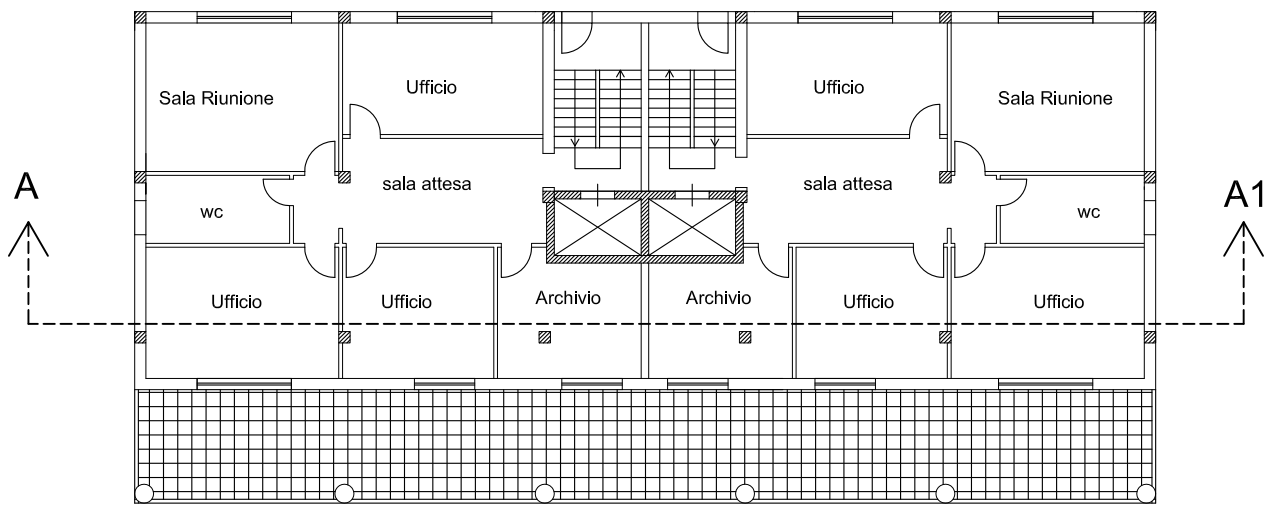 Ufficio
Ufficio
Sala Riunione
Sala Riunione
sala attesa
sala attesa
A
A1
wc
wc
Ufficio
Ufficio
Archivio
Archivio
Ufficio
Ufficio